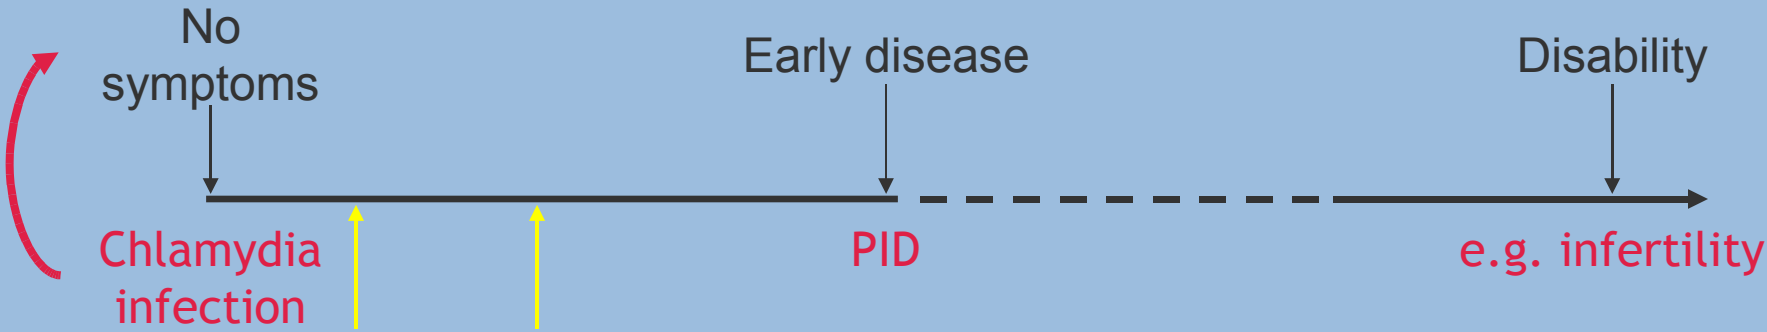 No
symptoms
Early disease
Disability
Chlamydia
infection
PID
e.g. infertility